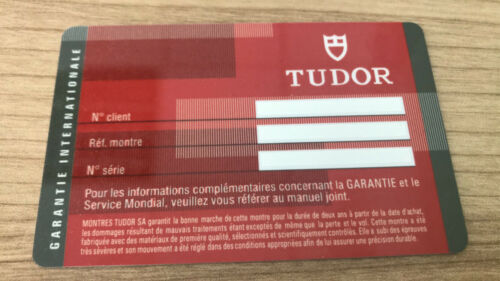 TUDOR
GARANTIE INTERNATIONALE
N° client
Réf. montre
N° série
Pour les informations complémentaires concernant la GARANTIE et le
Service Mondial, veuillez vous référer au manuel joint.
MONTRES TUDOR SA garantit la bonne marche de cette montre pour la durée de deux ans à partir de la date d'achat,
les dommages résultant de mauvais traitements étant exceptés de même que la perte et le vol. Cette montre a été
fabriquée avec des matériaux de première qualité, sélectionnés et scientifiquement contrôlés. Elle a subi des épreuves
très sévères et son mouvement a été réglé dans des conditions appropriées afin de lui assurer une précision durable.